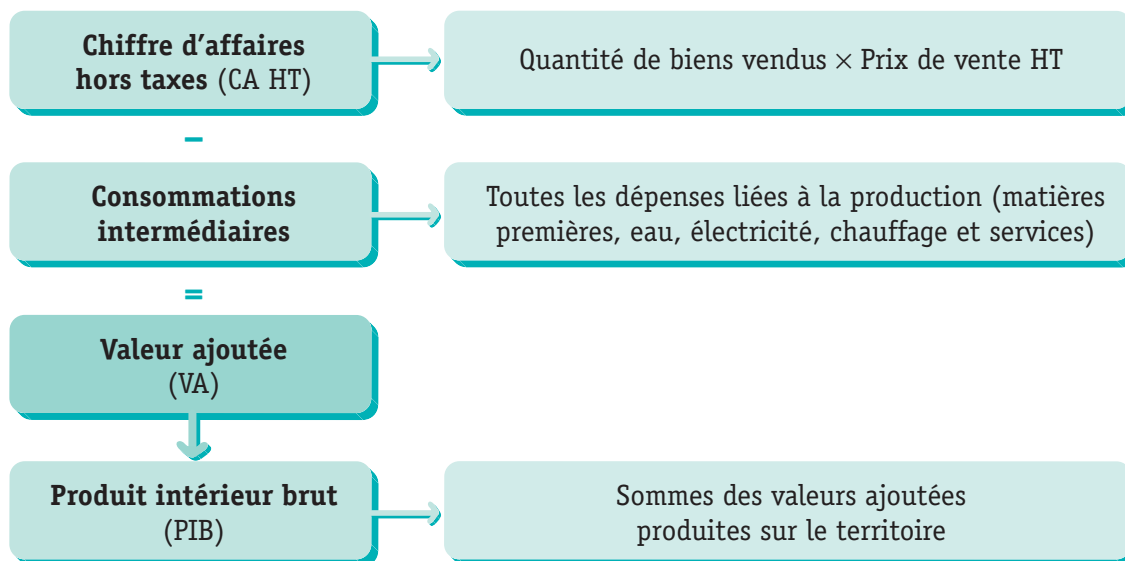 Chiffre d’affaires
hors taxes (CA HT)
Quantité de biens vendus × Prix de vente HT
–
Consommations
intermédiaires
Toutes les dépenses liées à la production (matières
premières, eau, électricité, chauffage et services)
=
Valeur ajoutée
(VA)
Produit intérieur brut
(PIB)
Sommes des valeurs ajoutées
produites sur le territoire